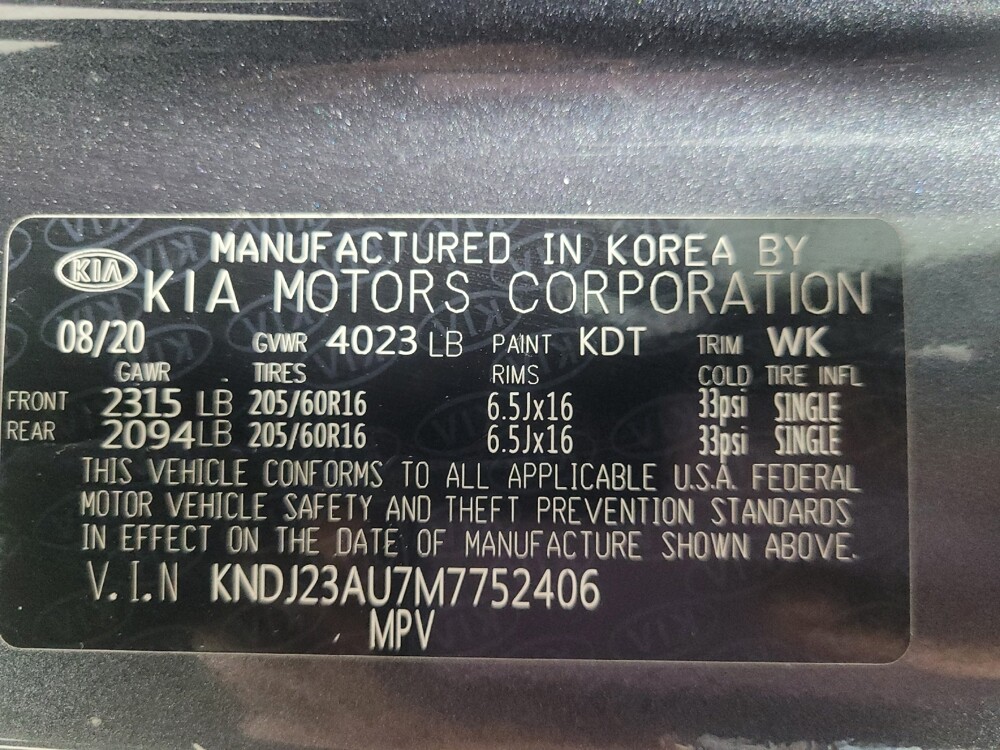 MANUFACTURED IN KOREA BY
KIA KIA MOTORS CORPORATION
08/20 GVWR 4023 LB PAINT KDT TRIM WK
GAWR TIRES RIMS COLD TIRE INFL
FRONT 2315 LB 205/60R16 6.5Jx16 33psi SINGLE
REAR 2094 LB 205/60R16 6.5Jx16 33psi SINGLE
THIS VEHICLE CONFORMS TO ALL APPLICABLE U.S.A. FEDERAL
MOTOR VEHICLE SAFETY AND THEFT PREVENTION STANDARDS
IN EFFECT ON THE DATE OF MANUFACTURE SHOWN ABOVE.
V.I.N KNDJ23AU7M7752406
MPV